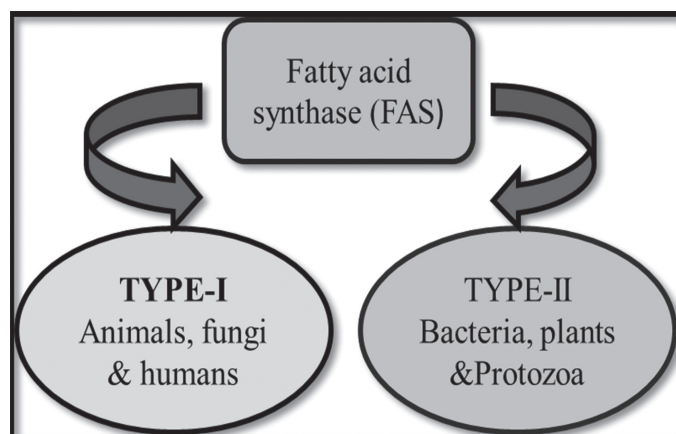 Fatty acid
synthase (FAS)
TYPE-I
Animals, fungi
& humans
TYPE-II
Bacteria, plants
&Protozoa